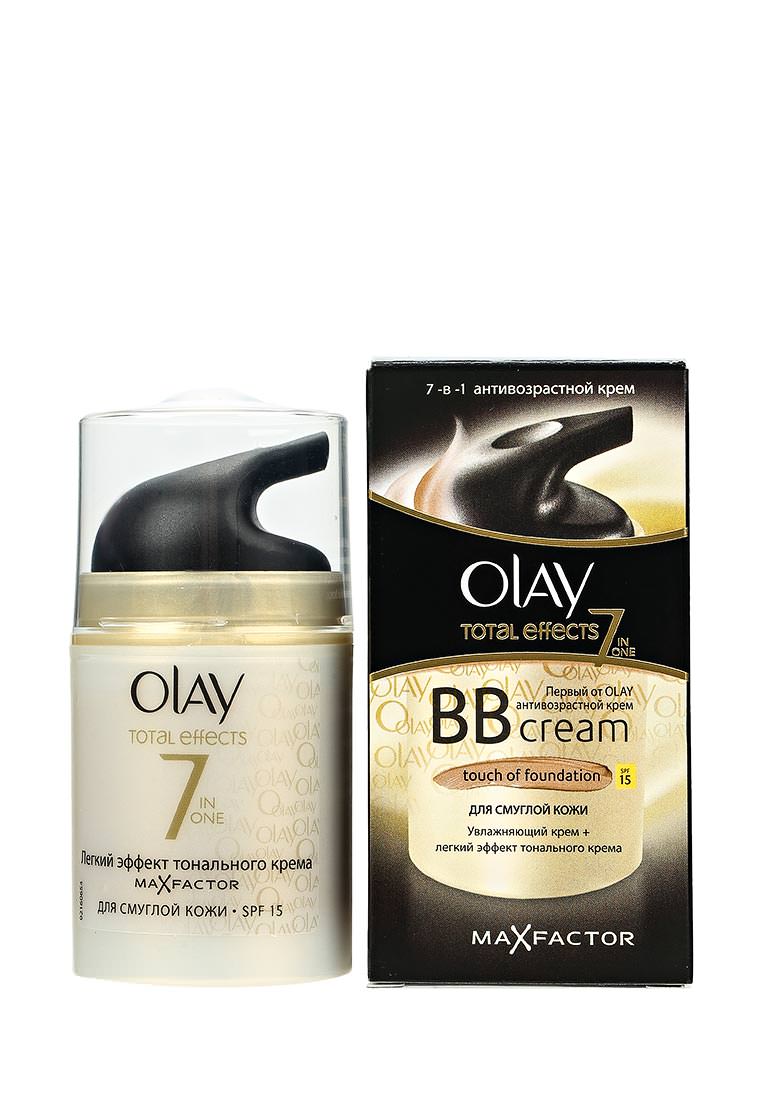 OLAY
TOTAL EFFECTS
7 IN ONE
Легкий эффект тонального крема
MAXFACTOR
ДЛЯ СМУГЛОЙ КОЖИ • SPF 15
92160654
7 -в -1 антивозрастной крем
OLAY
TOTAL EFFECTS 7 IN ONE
Первый от OLAY
антивозрастной крем
BB cream
touch of foundation
SPF 15
ДЛЯ СМУГЛОЙ КОЖИ
Увлажняющий крем +
легкий эффект тонального крема
MAXFACTOR